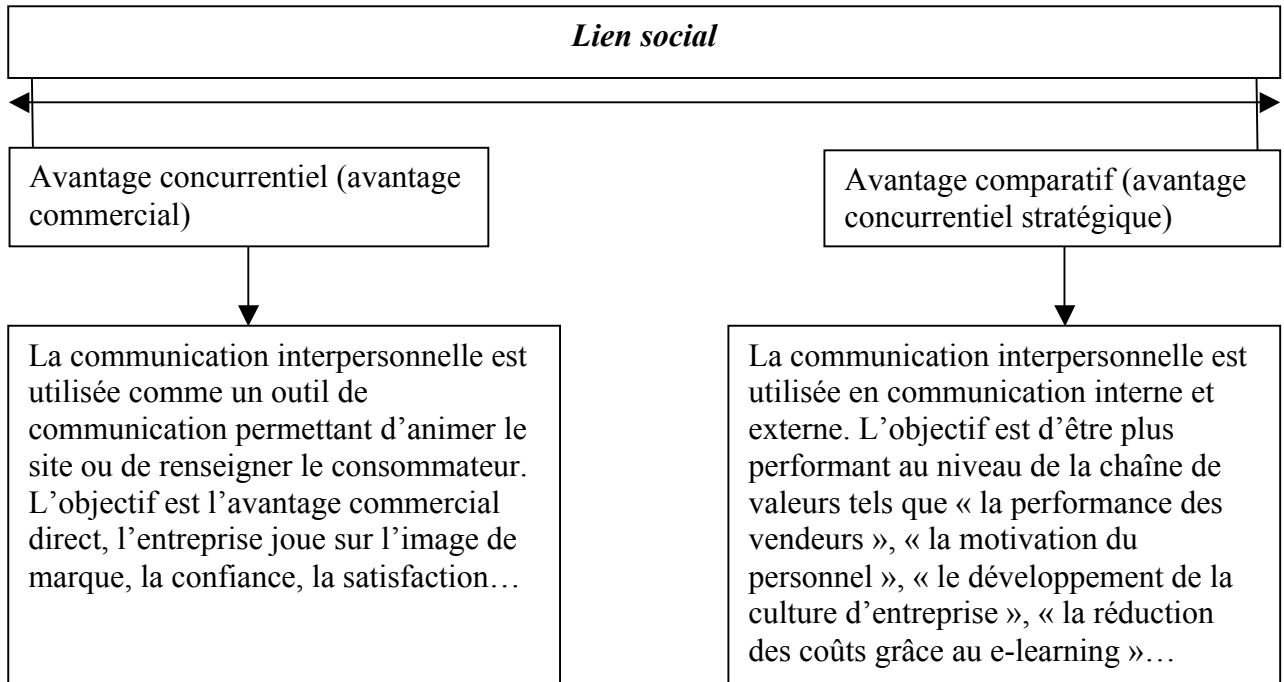 Lien social
Avantage concurrentiel (avantage
commercial)
Avantage comparatif (avantage
concurrentiel stratégique)
La communication interpersonnelle est
utilisée comme un outil de
communication permettant d’animer le
site ou de renseigner le consommateur.
L’objectif est l’avantage commercial
direct, l’entreprise joue sur l’image de
marque, la confiance, la satisfaction…
La communication interpersonnelle est
utilisée en communication interne et
externe. L’objectif est d’être plus
performant au niveau de la chaîne de
valeurs tels que « la performance des
vendeurs », « la motivation du
personnel », « le développement de la
culture d’entreprise », « la réduction
des coûts grâce au e-learning »…